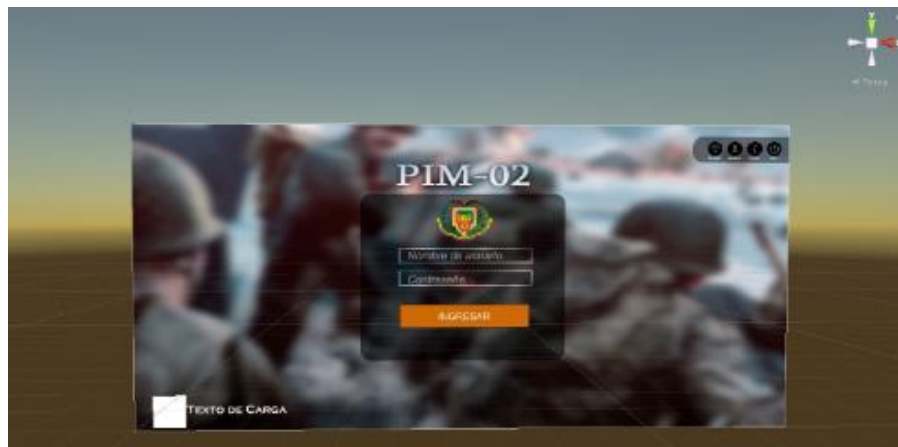 PIM-02
Nombre de usuario
Contraseña
INGRESAR
TEXTO DE CARGA